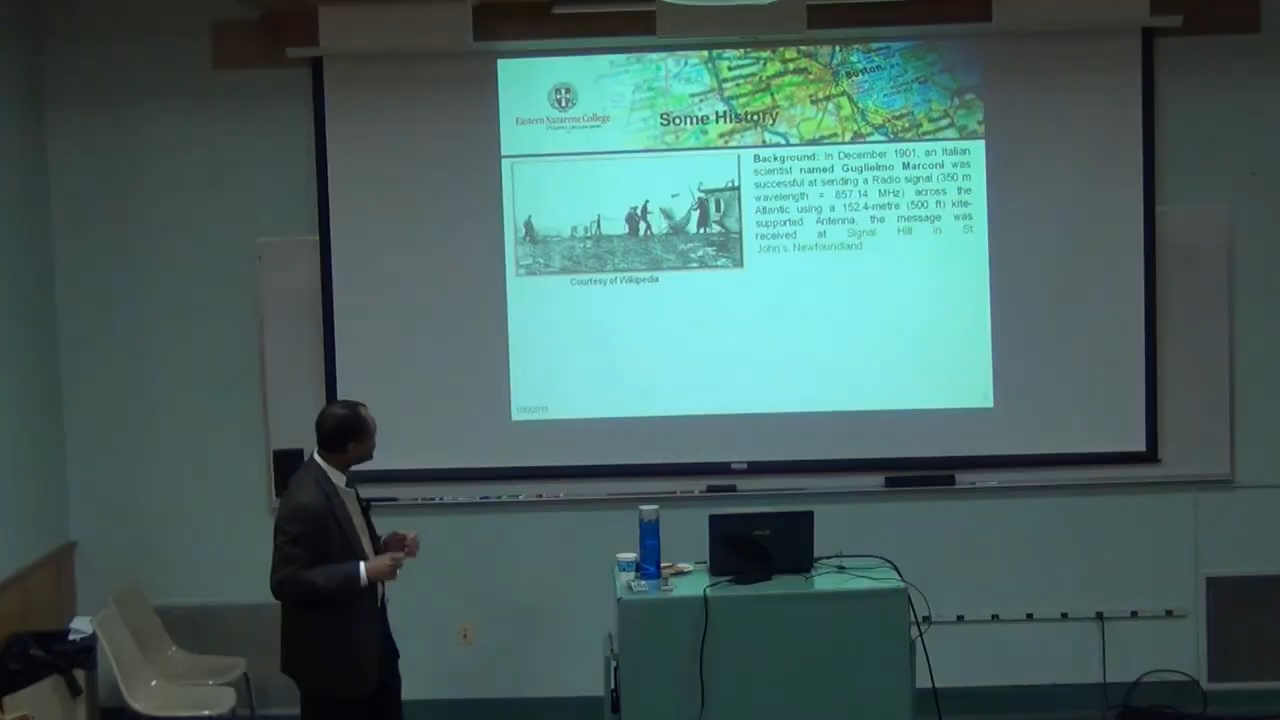 Boston
Eastern Nazarene College
Some History
Background: In December 1901, an Italian
scientist named Guglielmo Marconi was
successful at sending a Radio signal (350 m
wavelength = 857.14 MHz) across the
Atlantic using a 152.4-metre (500 ft) kite-
supported Antenna, the message was
received at Signal Hill in St
John's, Newfoundland
Courtesy of Wikipedia